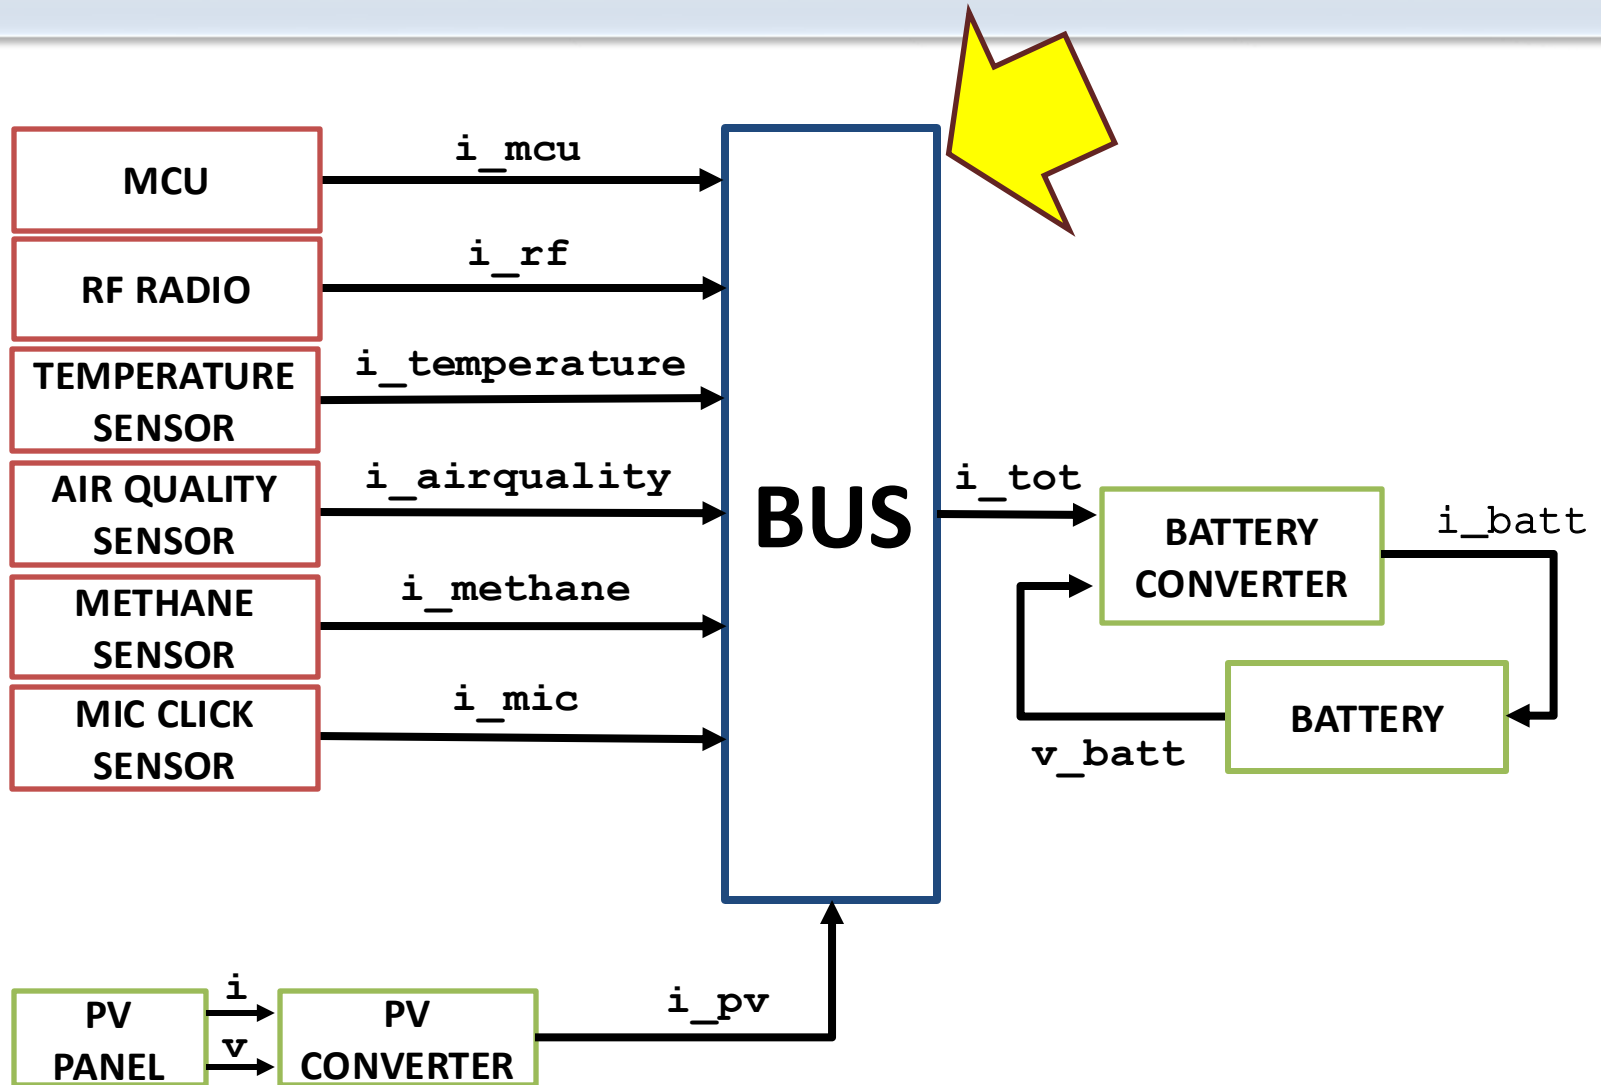 MCU
i_mcu
RF RADIO
i_rf
TEMPERATURE
SENSOR
i_temperature
AIR QUALITY
SENSOR
i_airquality
METHANE
SENSOR
i_methane
MIC CLICK
SENSOR
i_mic
BUS
i_tot
BATTERY
CONVERTER
i_batt
BATTERY
v_batt
PV
PANEL
i
v
PV
CONVERTER
i_pv